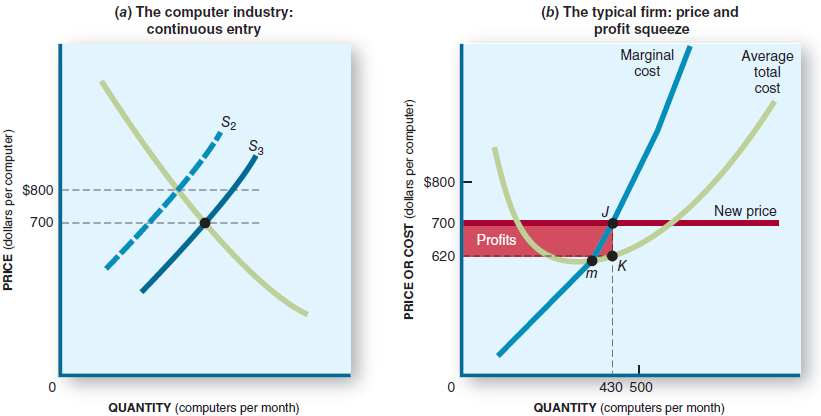 (a) The computer industry:
continuous entry
PRICE (dollars per computer)
$800
700
0
S2
S3
QUANTITY (computers per month)
(b) The typical firm: price and
profit squeeze
PRICE OR COST (dollars per computer)
$800
700
620
0
Marginal
cost
Average
total
cost
J
New price
Profits
m
K
430 500
QUANTITY (computers per month)